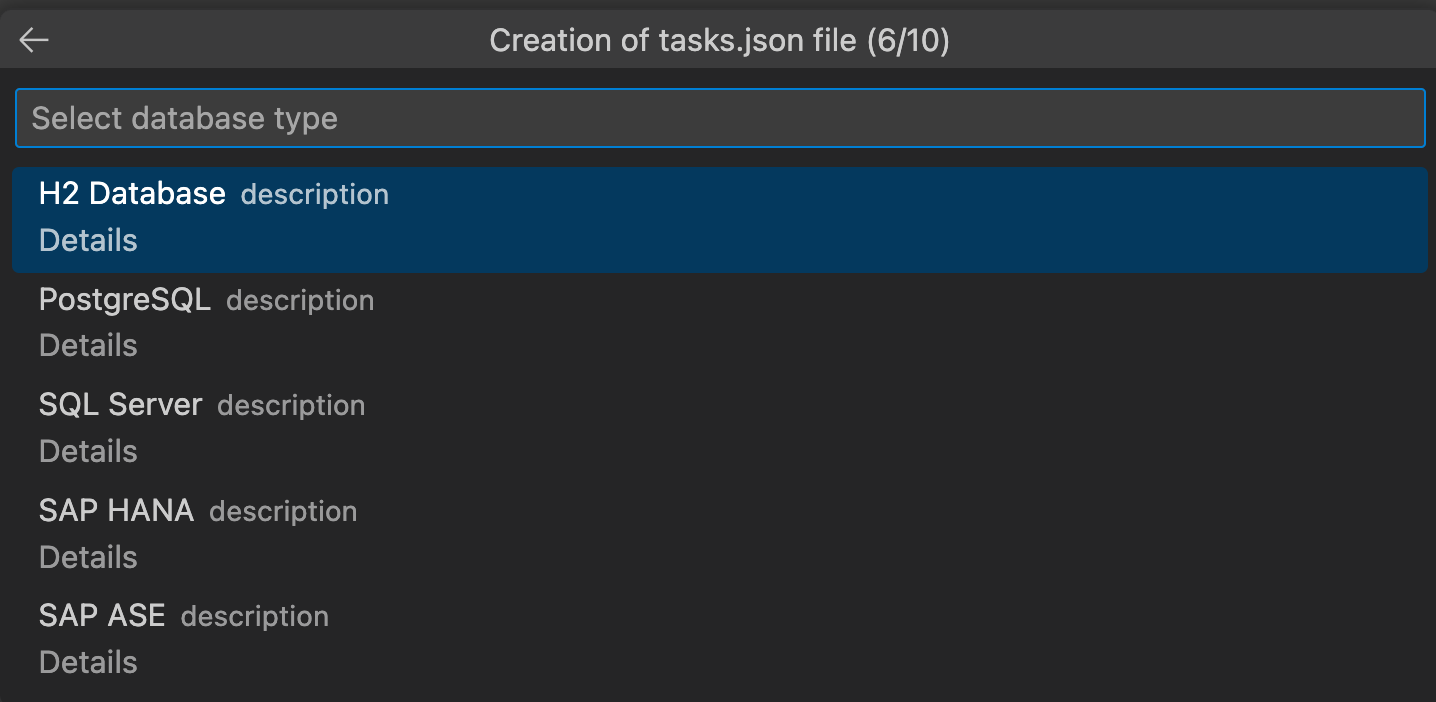 Creation of tasks.json file (6/10)
Select database type
H2 Database description
Details
PostgreSQL description
Details
SQL Server description
Details
SAP HANA description
Details
SAP ASE description
Details